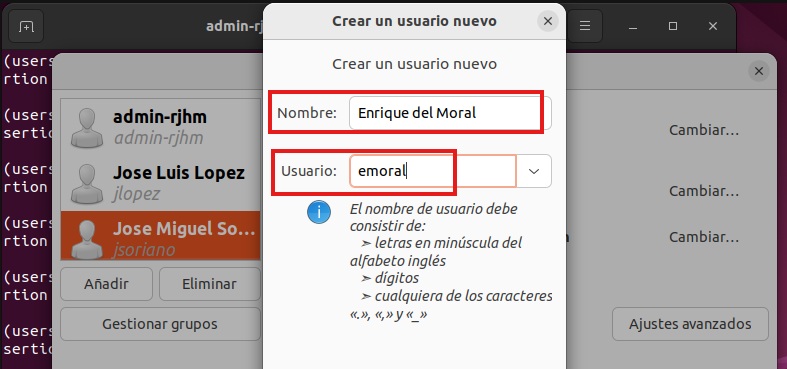 admin-rj
Crear un usuario nuevo
Crear un usuario nuevo
Nombre:
Enrique del Moral
Usuario:
emoral
El nombre de usuario debe
consistir de:
➣ letras en minúscula del
alfabeto inglés
➣ dígitos
➣ cualquiera de los caracteres
«.», «,» y «_»
(users
rtion
(users
sertio
(users
rtion
(users
rtion
(users
rtion
(users
sertio
admin-rjhm
admin-rjhm
Jose Luis Lopez
jlopez
Jose Miguel So...
jsoriano
Añadir
Eliminar
Gestionar grupos
Cambiar...
Cambiar...
Cambiar...
Ajustes avanzados